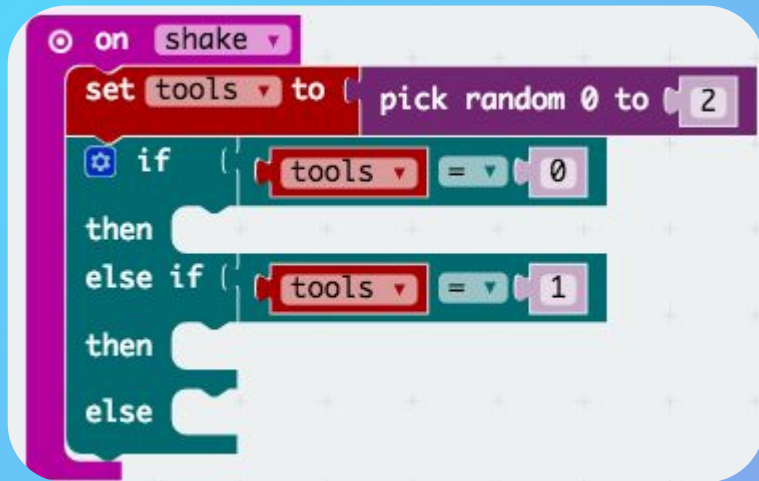 on shake
set tools to pick random 0 to 2
if tools = 0
then
else if tools = 1
then
else